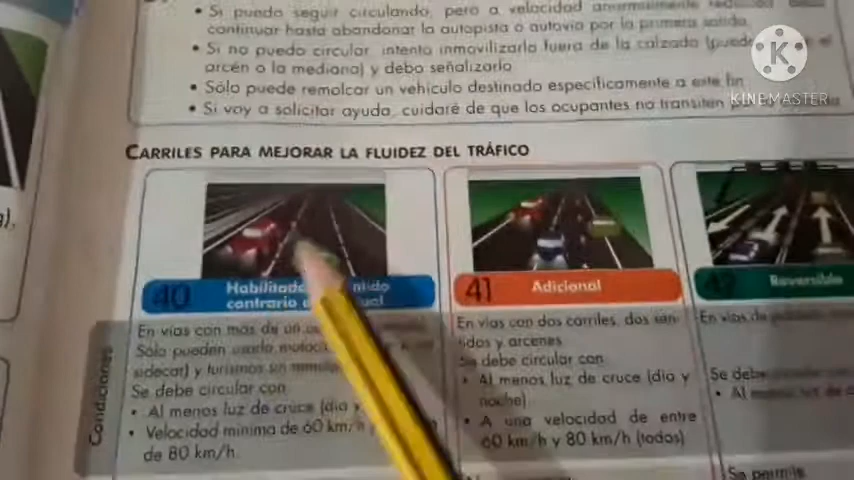 • Si puedo seguir circulando, pero a velocidad anormalmente
continuar hasta abandonar la autopista o autovía por la primera salida
• Si no puedo circular, intento inmovilizarlo fuera de la calzada el
arcén o la mediana) y debo señalizarlo
• Sólo puede remolcar un vehículo destinado específicamente a este fin
• Si voy a solicitar ayuda, cuidaré de que los ocupantes no transiten
KINEMASTER
CARRILES PARA MEJORAR LA FLUIDEZ DEL TRÁFICO
40
contrario
41 Adicional
42 Reversible
Condiciones
En vías con más de un
Sólo pueden
sidecar) y turismos sin
Se debe circular con
• Al menos luz de cruce (día y
• Velocidad mínima de 60 km/h
de 80 km/h
En vías con dos carriles, dos sen-
tidos y arcenes
Se debe circular con
• Al menos luz de cruce (día y
noche)
• A una velocidad de entre
60 km/h y 80 km/h (todos)
En vías de
Se debe
• Al
Se permite